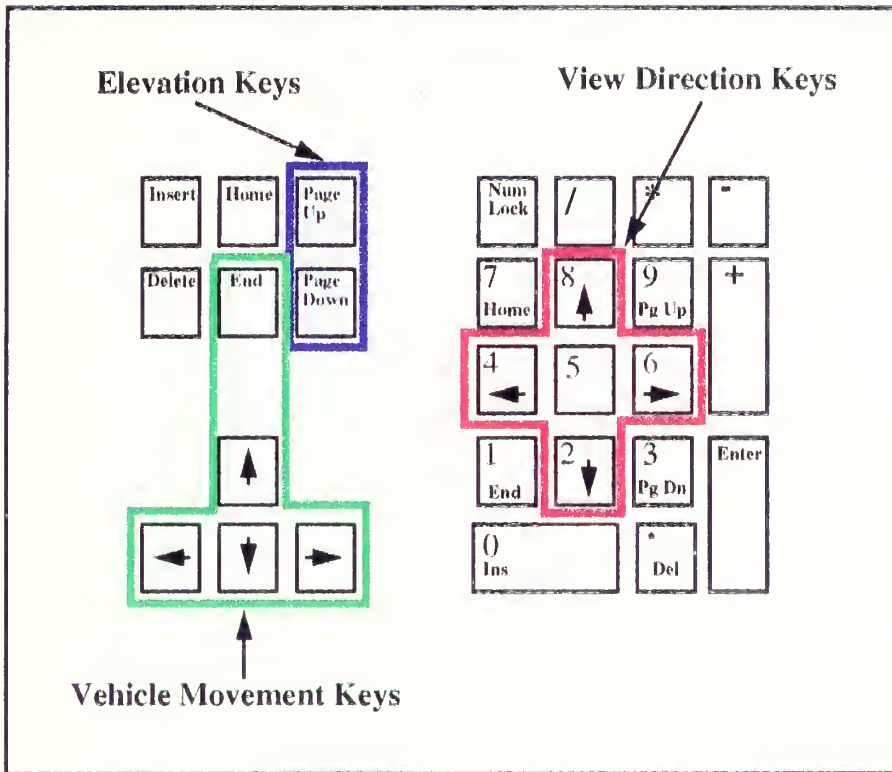 Elevation Keys
View Direction Keys
Insert
Home
Page
Up
Num
Lock
/
*
-
Delete
End
Page
Down
7
Home
8
9
Pg Up
+
4
5
6
1
End
2
3
Pg Dn
Enter
0
Ins
.
Del
Vehicle Movement Keys